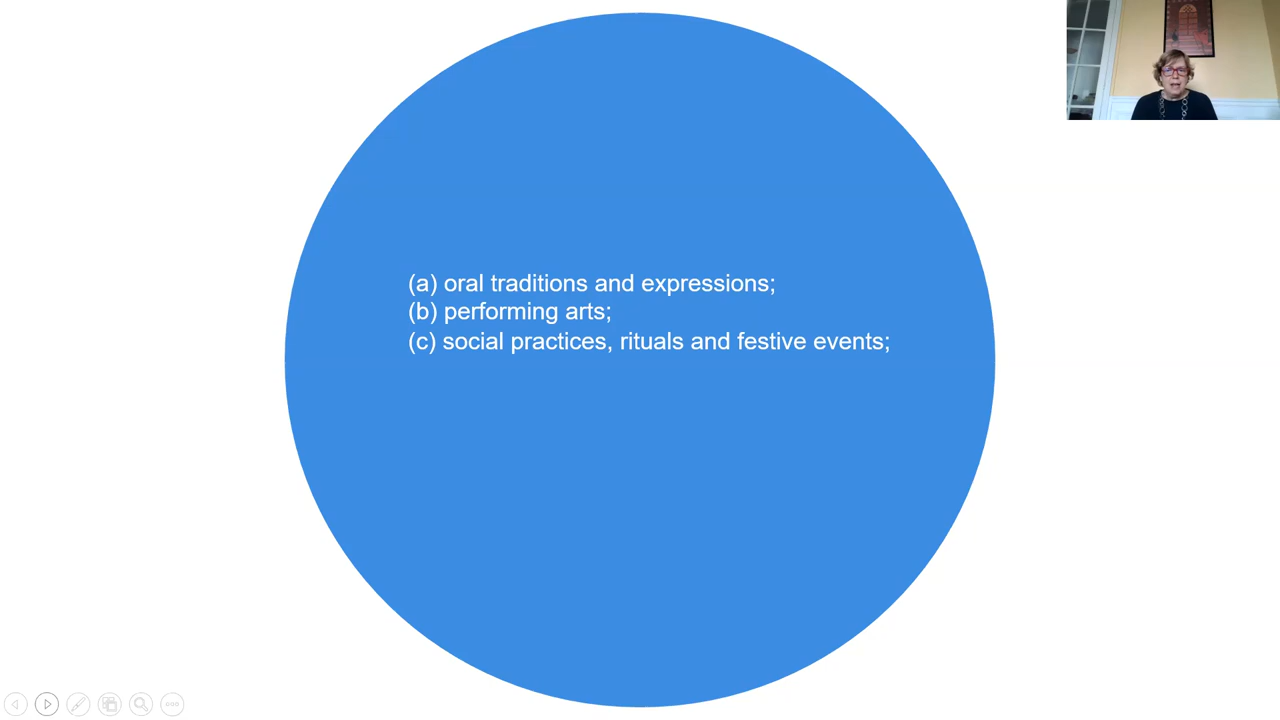 (a) oral traditions and expressions;
(b) performing arts;
(c) social practices, rituals and festive events;